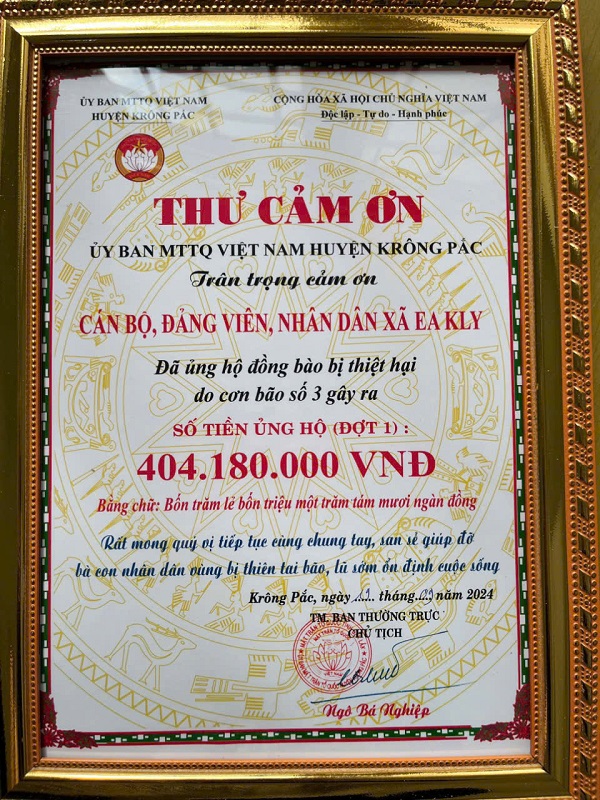 ỦY BAN MTTQ VIỆT NAM
HUYỆN KRÔNG PẮC
CỘNG HÒA XÃ HỘI CHỦ NGHĨA VIỆT NAM
Độc lập - Tự do - Hạnh phúc
THƯ CẢM ƠN
ỦY BAN MTTQ VIỆT NAM HUYỆN KRÔNG PẮC
Trân trọng cảm ơn
CÁN BỘ, ĐẢNG VIÊN, NHÂN DÂN XÃ EA KLY
Đã ủng hộ đồng bào bị thiệt hại
do cơn bão số 3 gây ra
SỐ TIỀN ỦNG HỘ (ĐỢT 1) :
404.180.000 VNĐ
Bằng chữ: Bốn trăm lẻ bốn triệu một trăm tám mươi ngàn đồng
Rất mong quý vị tiếp tục cùng chung tay, san sẻ giúp đỡ
bà con nhân dân vùng bị thiên tai bão, lũ sớm ổn định cuộc sống
Krông Pắc, ngày tháng năm 2024
TM. BAN THƯỜNG TRỰC
CHỦ TỊCH
Ngô Bá Nghiệp